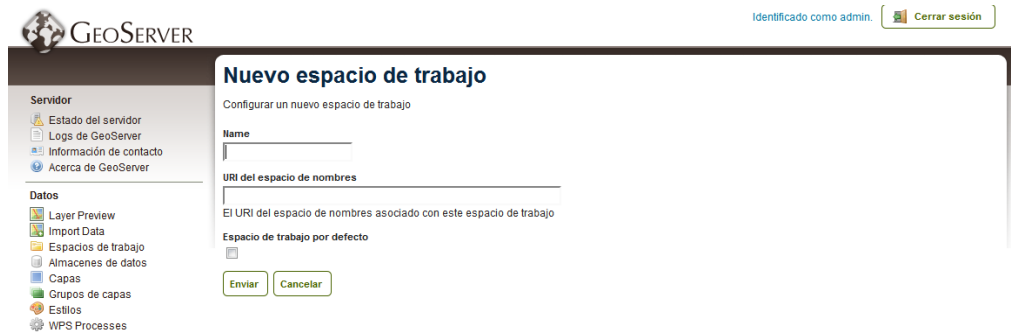 GEOSERVER
Identificado como admin.
Cerrar sesión
Servidor
Estado del servidor
Logs de GeoServer
Información de contacto
Acerca de GeoServer
Datos
Layer Preview
Import Data
Espacios de trabajo
Almacenes de datos
Capas
Grupos de capas
Estilos
WPS Processes
Nuevo espacio de trabajo
Configurar un nuevo espacio de trabajo
Name
URI del espacio de nombres
El URI del espacio de nombres asociado con este espacio de trabajo
Espacio de trabajo por defecto
Enviar
Cancelar